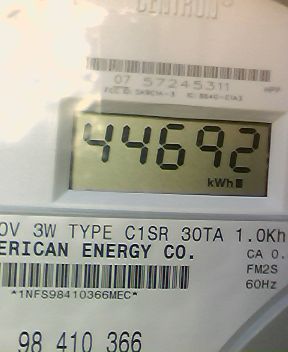 CENTRON®
07 57245311
44692
kWh
0V 3W TYPE C1SR 30TA 1.0Kh
ERICAN ENERGY CO.
CA 0.
FM2S
60Hz
*1NFS98410366MEC*
98 410 366